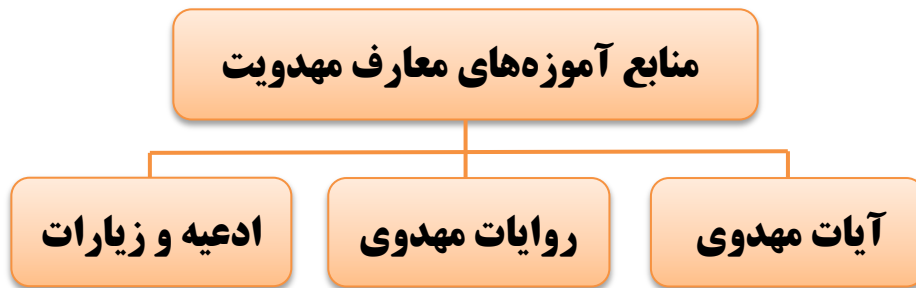 منابع آموزه‌های معارف مهدویت
آیات مهدوی
روایات مهدوی
ادعیه و زیارات